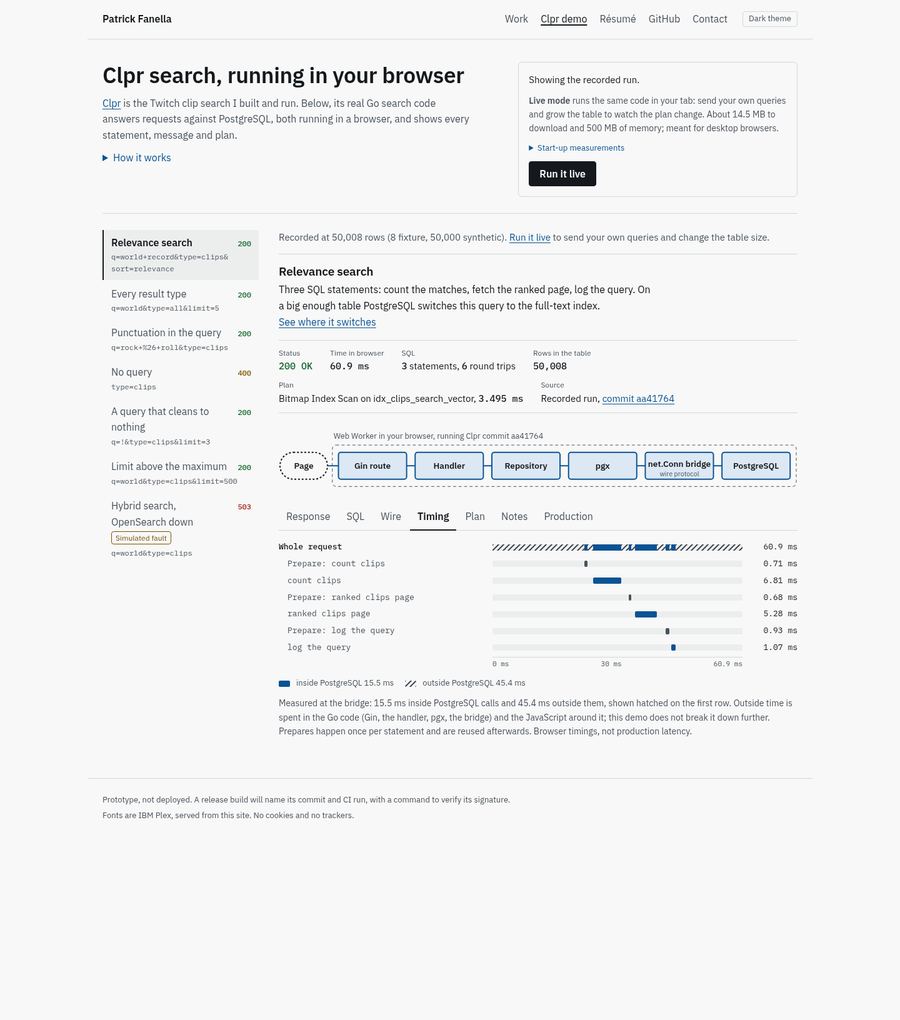 Patrick Fanella
Work Clpr demo Résumé GitHub Contact Dark theme
Clpr search, running in your browser
Clpr is the Twitch clip search I built and run. Below, its real Go search code
answers requests against PostgreSQL, both running in a browser, and shows every
statement, message and plan.
How it works
Showing the recorded run.
Live mode runs the same code in your tab: send your own queries
and grow the table to watch the plan change. About 14.5 MB to
download and 500 MB of memory; meant for desktop browsers.
Start-up measurements
Run it live
Relevance search 200
q=world+record&type=clips&
sort=relevance
Every result type 200
q=world&type=all&limit=5
Punctuation in the query 200
q=rock+%26+roll&type=clips
No query 400
type=clips
A query that cleans to 200
nothing
q=!&type=clips&limit=3
Limit above the maximum 200
q=world&type=clips&limit=500
Hybrid search, 503
OpenSearch down
Simulated fault
q=world&type=clips
Recorded at 50,008 rows (8 fixture, 50,000 synthetic). Run it live to send your own queries and change the table size.
Relevance search
Three SQL statements: count the matches, fetch the ranked page, log the query. On
a big enough table PostgreSQL switches this query to the full-text index.
See where it switches
Status Time in browser SQL Rows in the table
200 OK 60.9 ms 3 statements, 6 round trips 50,008
Plan Source
Bitmap Index Scan on idx_clips_search_vector, 3.495 ms Recorded run, commit aa41764
Web Worker in your browser, running Clpr commit aa41764
Page Gin route Handler Repository pgx net.Conn bridge PostgreSQL
wire protocol
Response SQL Wire Timing Plan Notes Production
Whole request 60.9 ms
Prepare: count clips 0.71 ms
count clips 6.81 ms
Prepare: ranked clips page 0.68 ms
ranked clips page 5.28 ms
Prepare: log the query 0.93 ms
log the query 1.07 ms
0 ms 30 ms 60.9 ms
inside PostgreSQL 15.5 ms outside PostgreSQL 45.4 ms
Measured at the bridge: 15.5 ms inside PostgreSQL calls and 45.4 ms outside them, shown hatched on the first row. Outside time is
spent in the Go code (Gin, the handler, pgx, the bridge) and the JavaScript around it; this demo does not break it down further.
Prepares happen once per statement and are reused afterwards. Browser timings, not production latency.
Prototype, not deployed. A release build will name its commit and CI run, with a command to verify its signature.
Fonts are IBM Plex, served from this site. No cookies and no trackers.